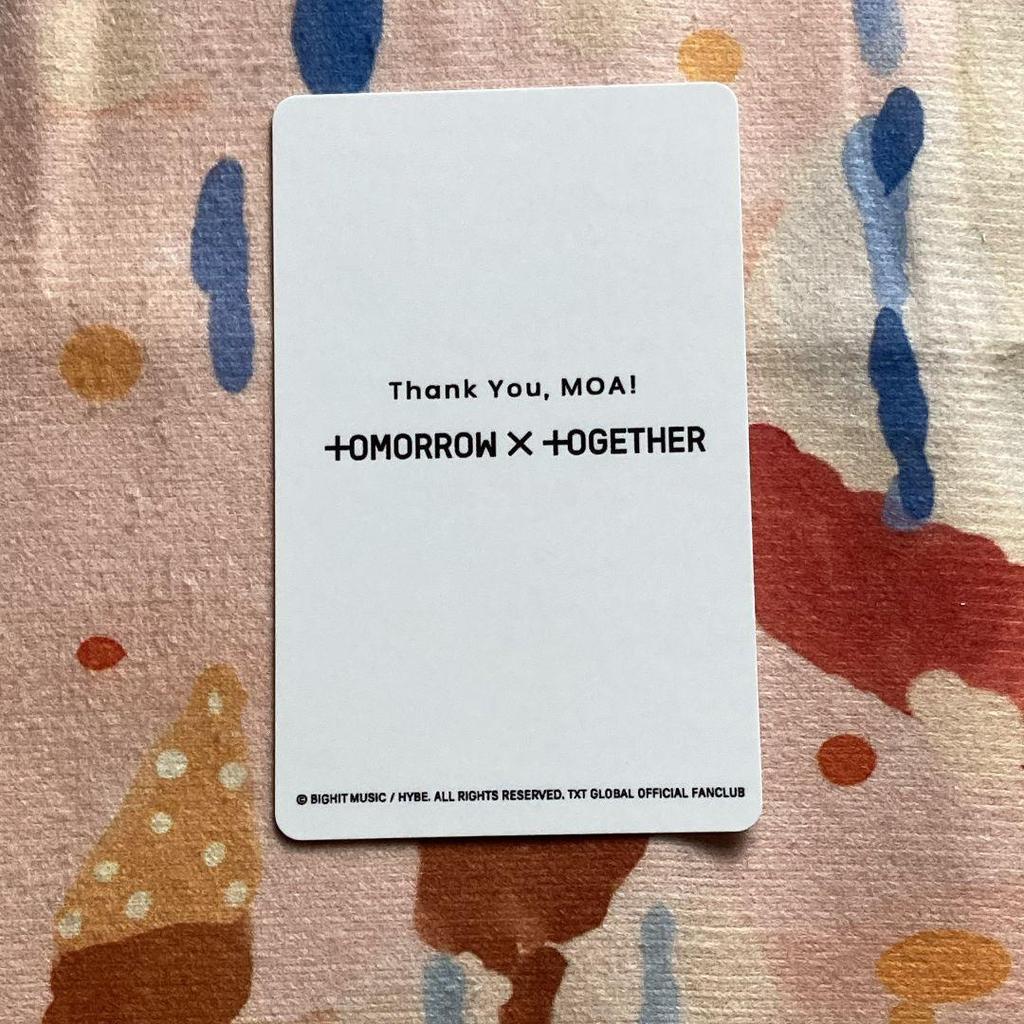 Thank You, MOA!
TOMORROW X TOGETHER
© BIGHIT MUSIC / HYBE. ALL RIGHTS RESERVED. TXT GLOBAL OFFICIAL FANCLUB